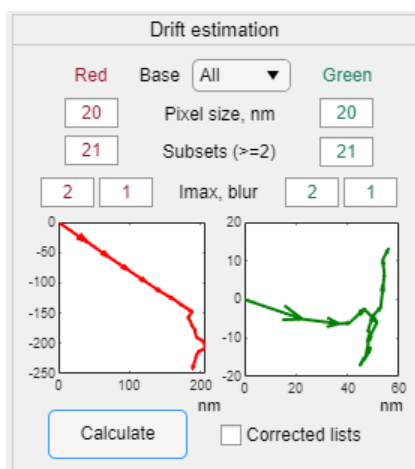 Drift estimation
Red Base All Green
20 Pixel size, nm 20
21 Subsets (>=2) 21
2 1 Imax, blur 2 1
0 20
-50 10
-100 0
-150 -10
-200 -20
-250
0 100 200 0 20 40 60
nm nm
Calculate Corrected lists